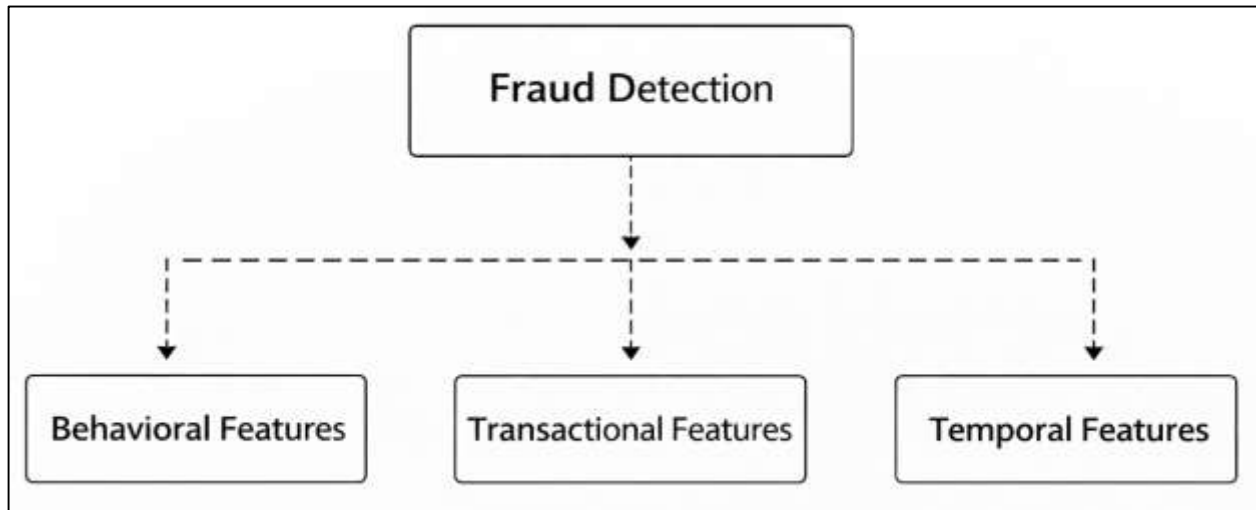 Fraud Detection
Behavioral Features
Transactional Features
Temporal Features